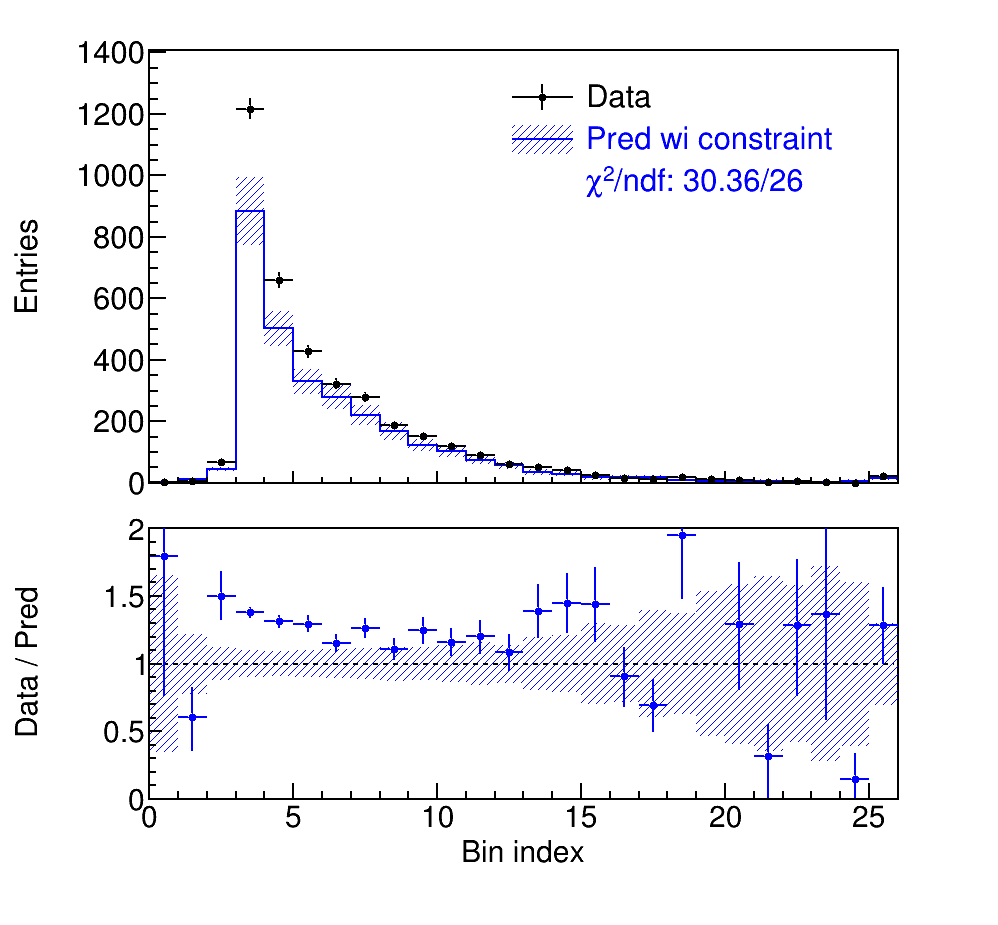 1400
1200
1000
800
600
400
200
0
Entries
Data
Pred wi constraint
χ²/ndf: 30.36/26
2
1.5
1
0.5
0
Data / Pred
0 5 10 15 20 25
Bin index